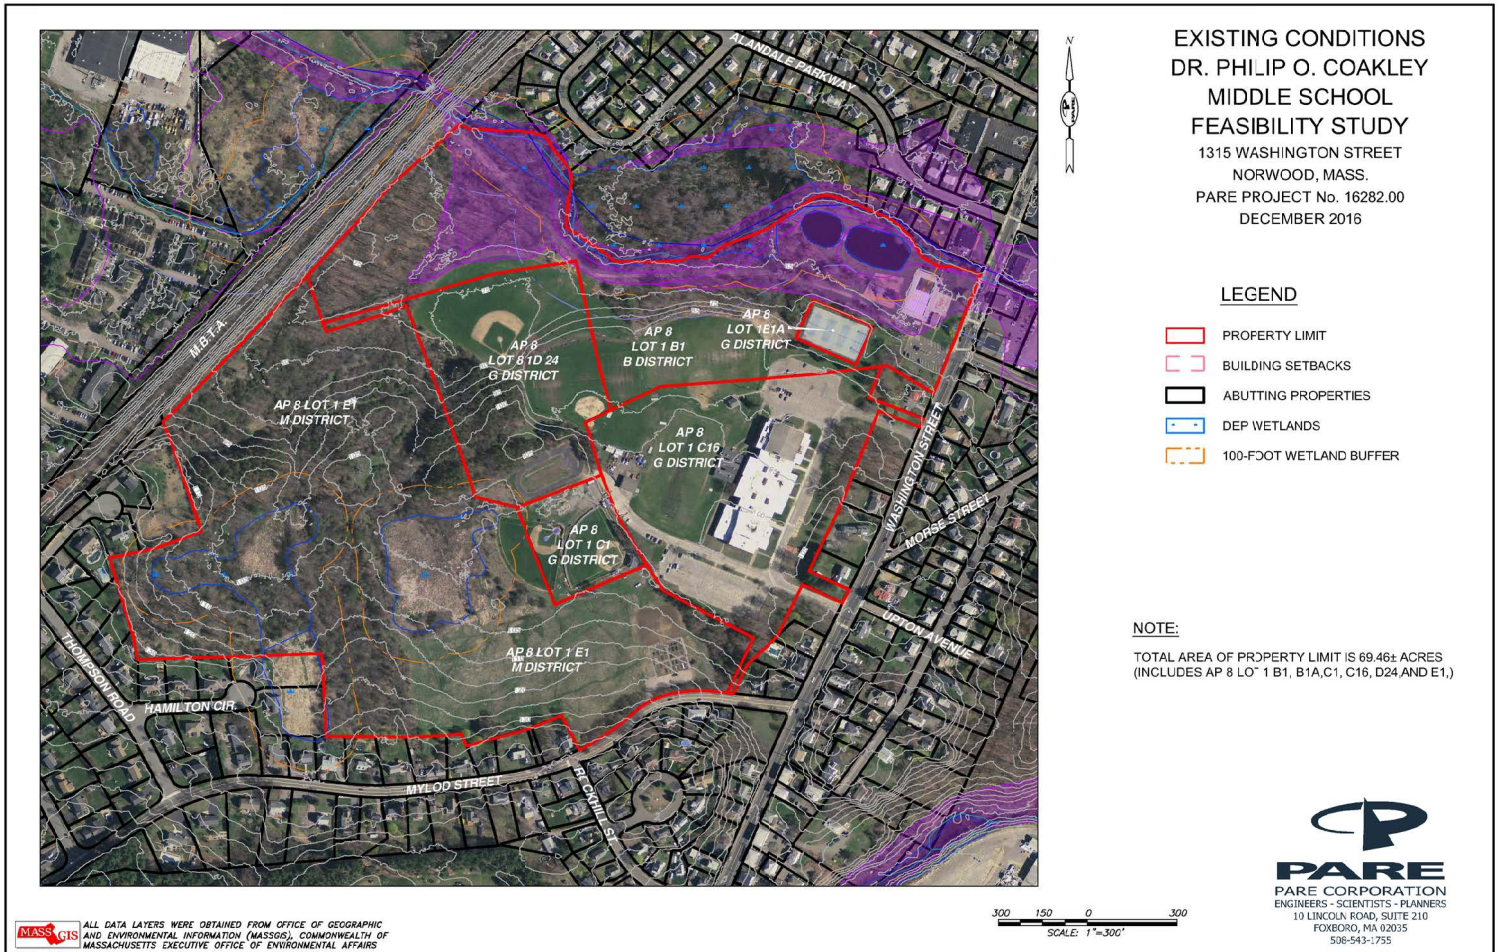 EXISTING CONDITIONS
DR. PHILIP O. COAKLEY
MIDDLE SCHOOL
FEASIBILITY STUDY
1315 WASHINGTON STREET
NORWOOD, MASS.
PARE PROJECT No. 16282.00
DECEMBER 2016
N
PARE
LEGEND
PROPERTY LIMIT
BUILDING SETBACKS
ABUTTING PROPERTIES
DEP WETLANDS
100-FOOT WETLAND BUFFER
ALANDALE PARKWAY
M.B.T.A.
AP 8
LOT 8 1D 24
G DISTRICT
AP 8
LOT 1 B1
B DISTRICT
AP 8
LOT 1E1A
G DISTRICT
AP 8 LOT 1 E1
M DISTRICT
AP 8
LOT 1 C16
G DISTRICT
AP 8
LOT 1 C1
G DISTRICT
AP 8 LOT 1 E1
M DISTRICT
WASHINGTON STREET
MORSE STREET
UPTON AVENUE
THOMPSON ROAD
HAMILTON CIR.
MYLOD STREET
ROCKHILL ST.
NOTE:
TOTAL AREA OF PROPERTY LIMIT IS 69.46± ACRES
(INCLUDES AP 8 LOT 1 B1, B1A,C1, C16, D24,AND E1,)
MASS GIS
ALL DATA LAYERS WERE OBTAINED FROM OFFICE OF GEOGRAPHIC
AND ENVIRONMENTAL INFORMATION (MASSGIS), COMMONWEALTH OF
MASSACHUSETTS EXECUTIVE OFFICE OF ENVIRONMENTAL AFFAIRS
300 150 0 300
SCALE: 1"=300'
PARE
PARE CORPORATION
ENGINEERS - SCIENTISTS - PLANNERS
10 LINCOLN ROAD, SUITE 210
FOXBORO, MA 02035
508-543-1755